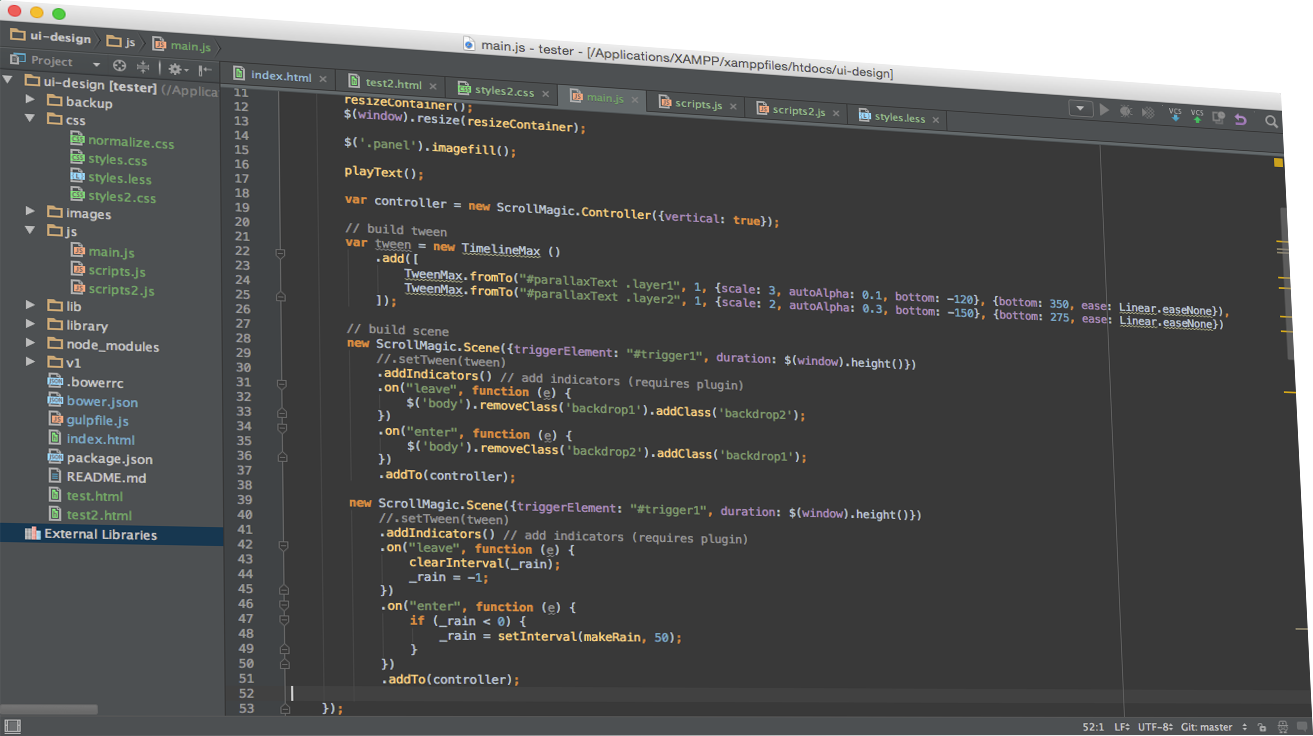 main.js - tester - [/Applications/XAMPP/xamppfiles/htdocs/ui-design]
ui-design js main.js
Project
index.html test2.html styles2.css main.js scripts.js scripts2.js styles.less
VCS VCS
ui-design [tester] (/Applica
backup
css
normalize.css
styles.css
styles.less
styles2.css
images
js
main.js
scripts.js
scripts2.js
lib
library
node_modules
v1
.bowerrc
bower.json
gulpfile.js
index.html
package.json
README.md
test.html
test2.html
External Libraries
11
12 resizeContainer();
13 $(window).resize(resizeContainer);
14
15 $('.panel').imagefill();
16
17 playText();
18
19 var controller = new ScrollMagic.Controller({vertical: true});
20
21 // build tween
22 var tween = new TimelineMax ()
23 .add([
24 TweenMax.fromTo("#parallaxText .layer1", 1, {scale: 3, autoAlpha: 0.1, bottom: -120}, {bottom: 350, ease: Linear.easeNone}),
25 TweenMax.fromTo("#parallaxText .layer2", 1, {scale: 2, autoAlpha: 0.3, bottom: -150}, {bottom: 275, ease: Linear.easeNone})
26 ]);
27
28 // build scene
29 new ScrollMagic.Scene({triggerElement: "#trigger1", duration: $(window).height()})
30 //.setTween(tween)
31 .addIndicators() // add indicators (requires plugin)
32 .on("leave", function (e) {
33 $('body').removeClass('backdrop1').addClass('backdrop2');
34 })
35 .on("enter", function (e) {
36 $('body').removeClass('backdrop2').addClass('backdrop1');
37 })
38 .addTo(controller);
39
40 new ScrollMagic.Scene({triggerElement: "#trigger1", duration: $(window).height()})
41 //.setTween(tween)
42 .addIndicators() // add indicators (requires plugin)
43 .on("leave", function (e) {
44 clearInterval(_rain);
45 _rain = -1;
46 })
47 .on("enter", function (e) {
48 if (_rain < 0) {
49 _rain = setInterval(makeRain, 50);
50 }
51 })
52 .addTo(controller);
53 });
52:1 LF UTF-8 Git: master